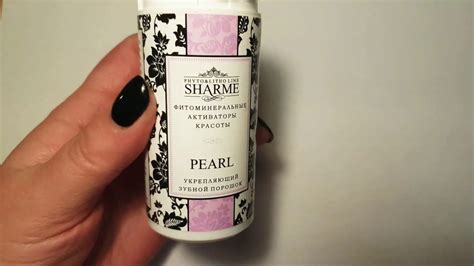 PHYTO&LITHO LINE
SHARME
ФИТОМИНЕРАЛЬНЫЕ
АКТИВАТОРЫ
КРАСОТЫ
PEARL
УКРЕПЛЯЮЩИЙ
ЗУБНОЙ ПОРОШОК